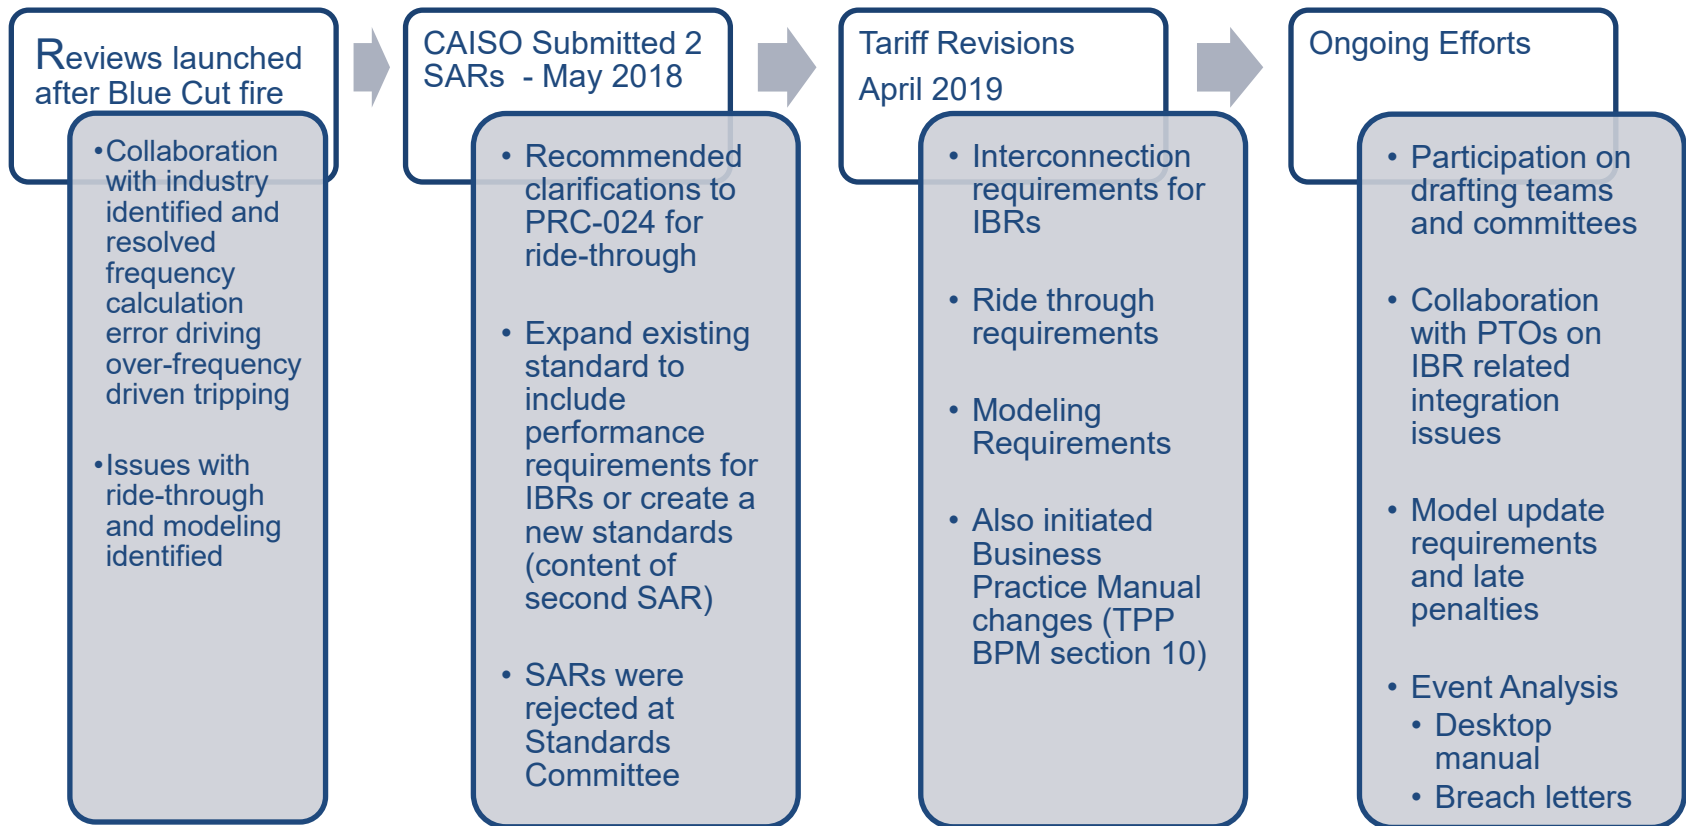 Reviews launched
after Blue Cut fire
•Collaboration
with industry
identified and
resolved
frequency
calculation
error driving
over-frequency
driven tripping
•Issues with
ride-through
and modeling
identified
CAISO Submitted 2
SARs - May 2018
• Recommended
clarifications to
PRC-024 for
ride-through
• Expand existing
standard to
include
performance
requirements for
IBRs or create a
new standards
(content of
second SAR)
• SARs were
rejected at
Standards
Committee
Tariff Revisions
April 2019
• Interconnection
requirements for
IBRs
• Ride through
requirements
• Modeling
Requirements
• Also initiated
Business
Practice Manual
changes (TPP
BPM section 10)
Ongoing Efforts
• Participation on
drafting teams
and committees
• Collaboration
with PTOs on
IBR related
integration
issues
• Model update
requirements
and late
penalties
• Event Analysis
• Desktop
manual
• Breach letters